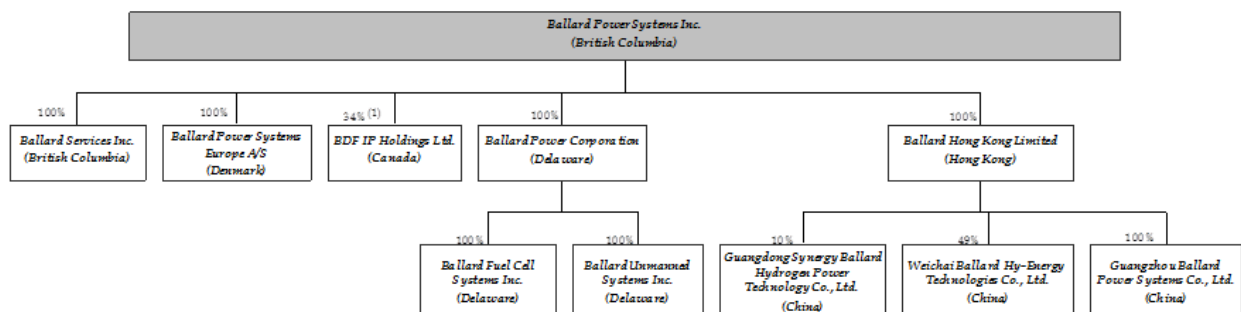 Ballard Power Systems Inc.
(British Columbia)
100%
100%
34% (1)
100%
100%
Ballard Services Inc.
(British Columbia)
Ballard Power Systems
Europe A/S
(Denmark)
BDF IP Holdings Ltd.
(Canada)
Ballard Power Corporation
(Delaware)
Ballard Hong Kong Limited
(Hong Kong)
100%
100%
10%
49%
100%
Ballard Fuel Cell
Systems Inc.
(Delaware)
Ballard Unmanned
Systems Inc.
(Delaware)
Guangdong Synergy Ballard
Hydrogen Power
Technology Co., Ltd.
(China)
Weichai Ballard Hy-Energy
Technologies Co., Ltd.
(China)
Guangzhou Ballard
Power Systems Co., Ltd.
(China)